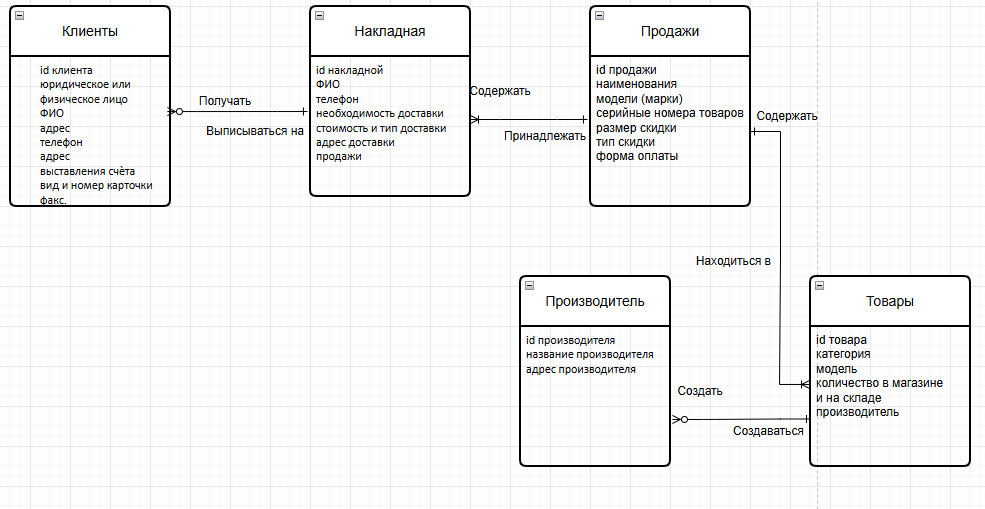 Клиенты
id клиента
юридическое или
физическое лицо
ФИО
адрес
телефон
адрес
выставления счѐта
вид и номер карточки
факс.
Получать
Выписываться на
Накладная
id накладной
ФИО
телефон
необходимость доставки
стоимость и тип доставки
адрес доставки
продажи
Содержать
Принадлежать
Продажи
id продажи
наименования
модели (марки)
серийные номера товаров
размер скидки
тип скидки
форма оплаты
Содержать
Находиться в
Производитель
id производителя
название производителя
адрес производителя
Создать
Создаваться
Товары
id товара
категория
модель
количество в магазине
и на складе
производитель